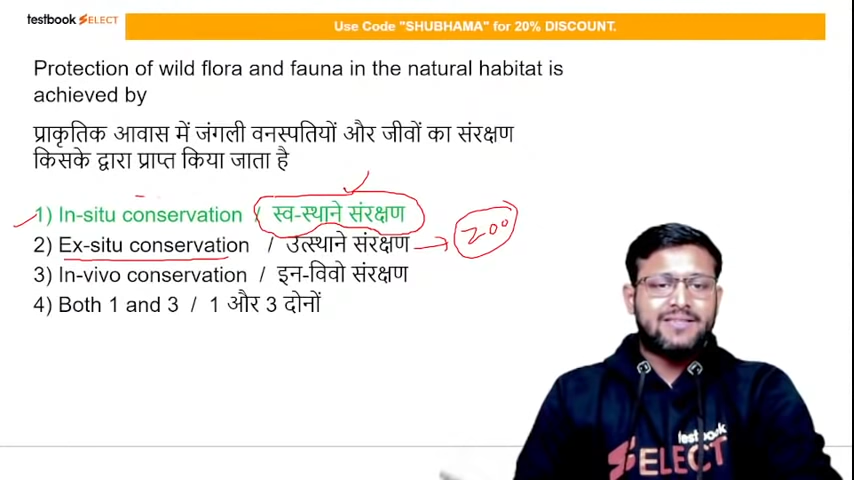 testbook SELECT
Use Code "SHUBHAMA" for 20% DISCOUNT.
Protection of wild flora and fauna in the natural habitat is
achieved by
प्राकृतिक आवास में जंगली वनस्पतियों और जीवों का संरक्षण
किसके द्वारा प्राप्त किया जाता है
1) In-situ conservation / स्व-स्थाने संरक्षण
2) Ex-situ conservation / उत्स्थाने संरक्षण → Zoo
3) In-vivo conservation / इन-विवो संरक्षण
4) Both 1 and 3 / 1 और 3 दोनों
testbook
SELECT